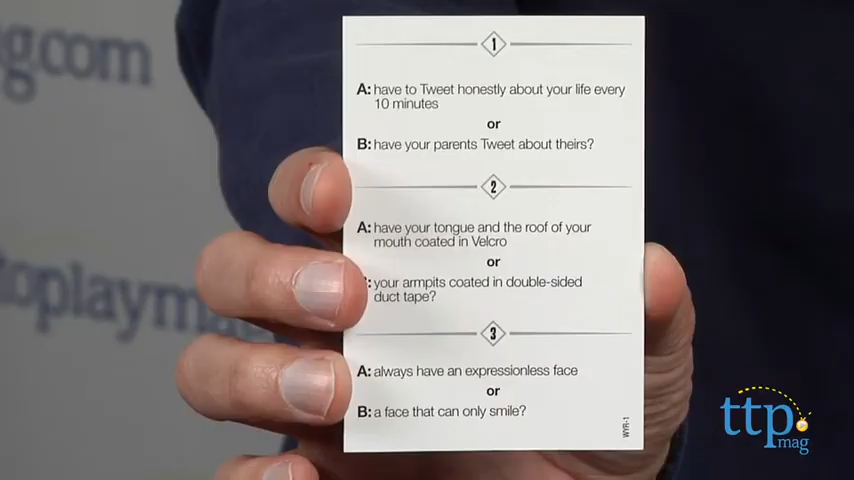 ag.com
toplayma
1
A: have to Tweet honestly about your life every
10 minutes
or
B: have your parents Tweet about theirs?
2
A: have your tongue and the roof of your
mouth coated in Velcro
or
: your armpits coated in double-sided
duct tape?
3
A: always have an expressionless face
or
B: a face that can only smile?
WYR-1
ttp
mag